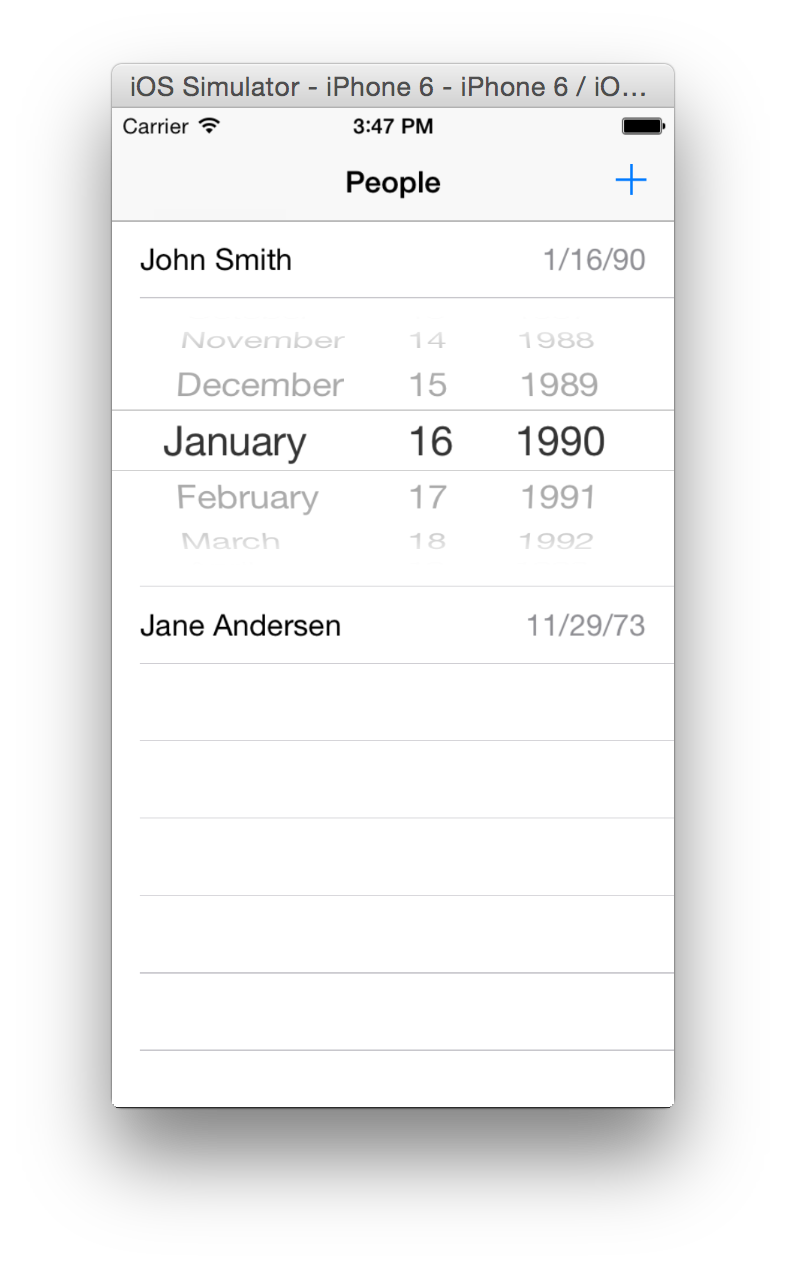 iOS Simulator - iPhone 6 - iPhone 6 / iO...
Carrier 3:47 PM
People +
John Smith 1/16/90
November 14 1988
December 15 1989
January 16 1990
February 17 1991
March 18 1992
Jane Andersen 11/29/73